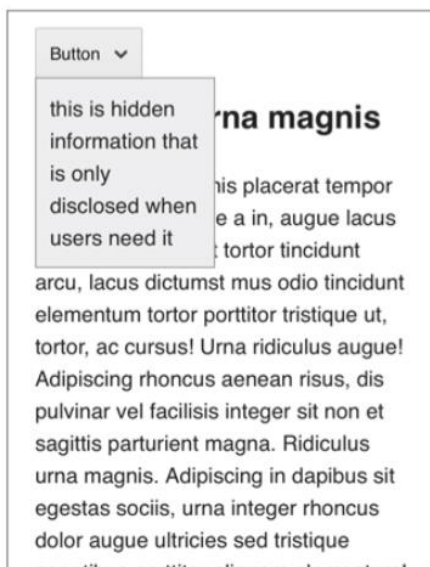 Button
this is hidden
information that
is only
disclosed when
users need it
rna magnis
his placerat tempor
e a in, augue lacus
tortor tincidunt
arcu, lacus dictumst mus odio tincidunt
elementum tortor porttitor tristique ut,
tortor, ac cursus! Urna ridiculus augue!
Adipiscing rhoncus aenean risus, dis
pulvinar vel facilisis integer sit non et
sagittis parturient magna. Ridiculus
urna magnis. Adipiscing in dapibus sit
egestas sociis, urna integer rhoncus
dolor augue ultricies sed tristique